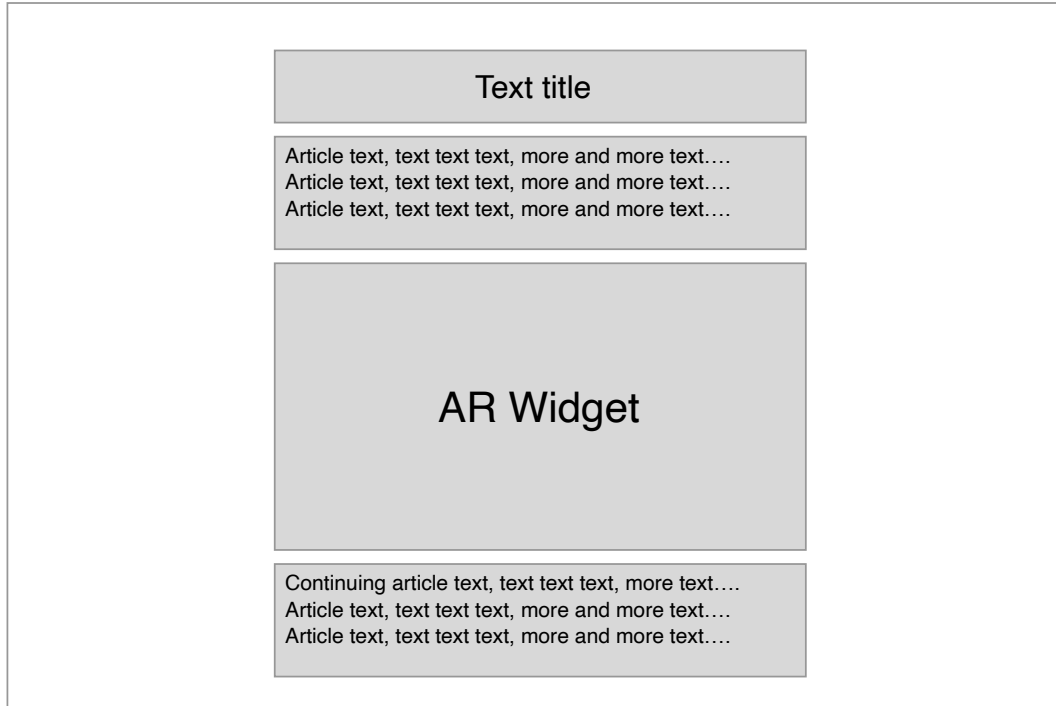 Text title
Article text, text text text, more and more text….
Article text, text text text, more and more text….
Article text, text text text, more and more text….
AR Widget
Continuing article text, text text text, more text….
Article text, text text text, more and more text….
Article text, text text text, more and more text….